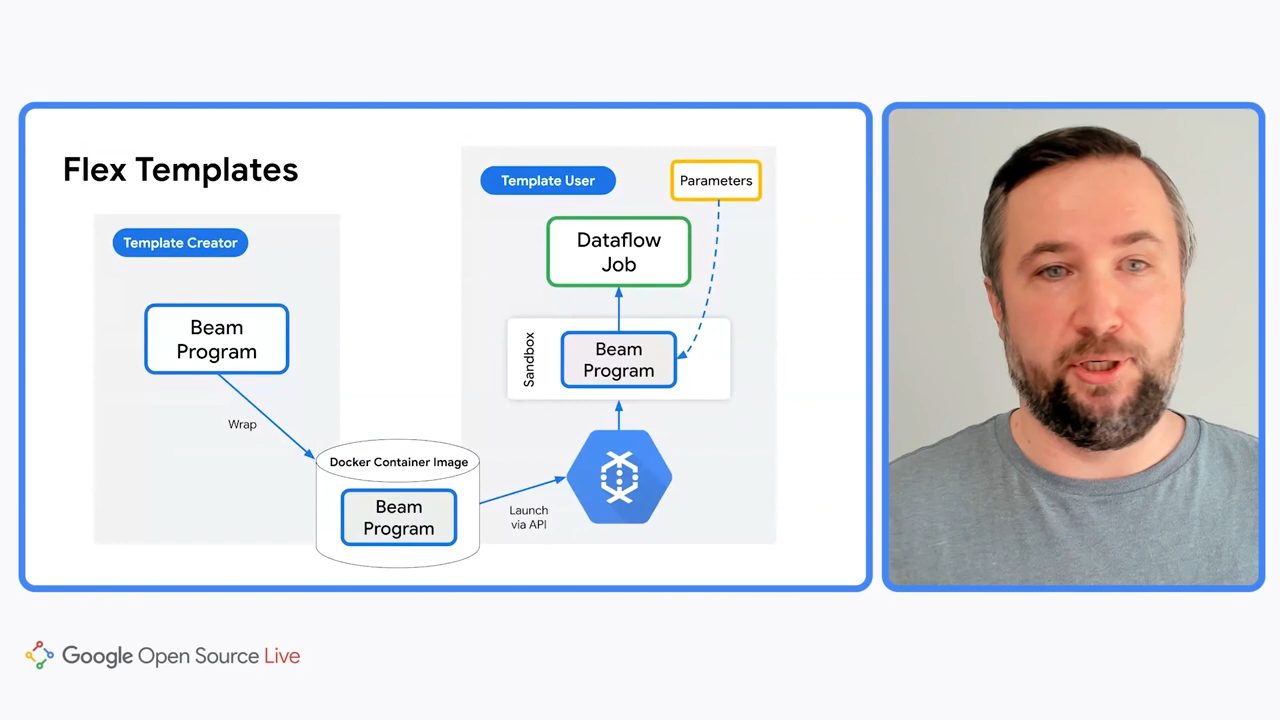 Flex Templates
Template Creator
Beam
Program
Wrap
Docker Container Image
Beam
Program
Launch
via API
Template User
Parameters
Dataflow
Job
Sandbox
Beam
Program
Google Open Source Live